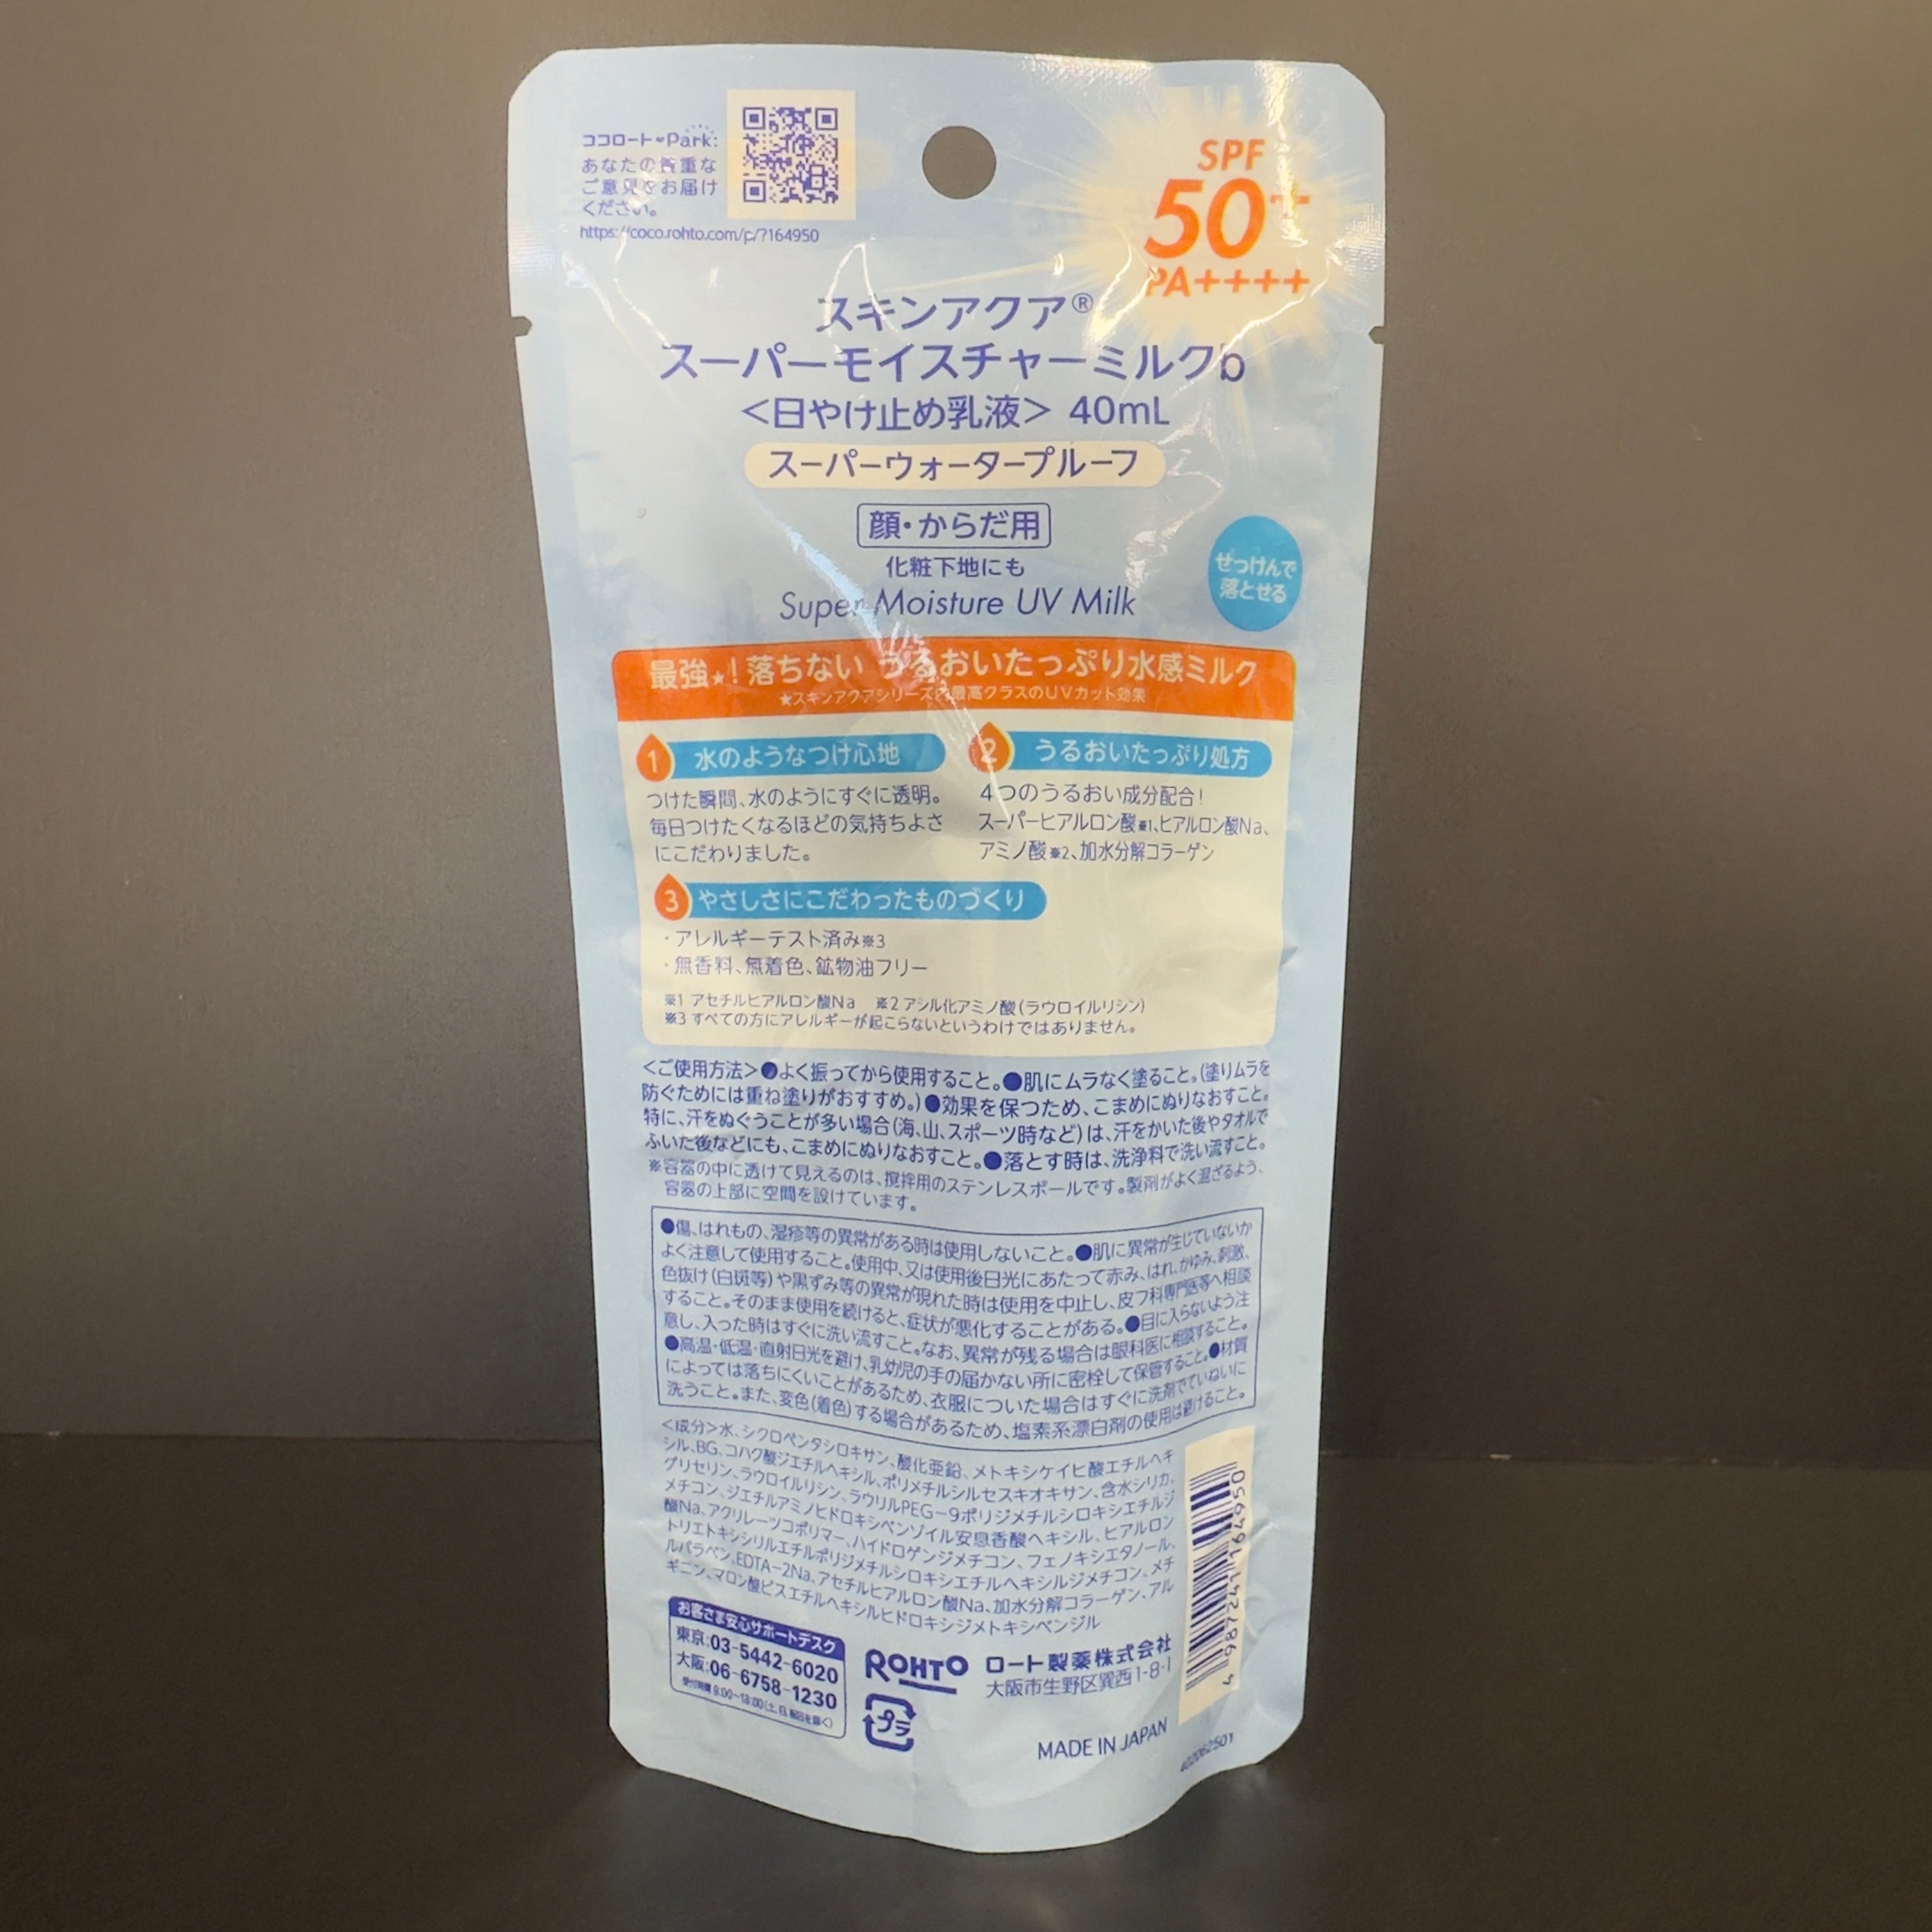 ココロート♥Park:
あなたの貴重な
ご意見をお届け
ください。
https://coco.rohto.com/p/?164950
SPF
50+
PA++++
スキンアクア®
スーパーモイスチャーミルクb
＜日やけ止め乳液＞ 40mL
スーパーウォータープルーフ
顔・からだ用
化粧下地にも
Super Moisture UV Milk
せっけんで
落とせる
最強★！落ちない うるおいたっぷり水感ミルク
★スキンアクアシリーズ内最高クラスのUVカット効果
1 水のようなつけ心地
つけた瞬間、水のようにすぐに透明。
毎日つけたくなるほどの気持ちよさ
にこだわりました。
2 うるおいたっぷり処方
4つのうるおい成分配合！
スーパーヒアルロン酸※1、ヒアルロン酸Na、
アミノ酸※2、加水分解コラーゲン
3 やさしさにこだわったものづくり
・アレルギーテスト済み※3
・無香料、無着色、鉱物油フリー
※1 アセチルヒアルロン酸Na ※2 アシル化アミノ酸（ラウロイルリシン）
※3 すべての方にアレルギーが起こらないというわけではありません。
＜ご使用方法＞●よく振ってから使用すること。●肌にムラなく塗ること。（塗りムラを
防ぐためには重ね塗りがおすすめ。）●効果を保つため、こまめにぬりなおすこと。
特に、汗をぬぐうことが多い場合（海、山、スポーツ時など）は、汗をかいた後やタオルで
ふいた後などにも、こまめにぬりなおすこと。●落とす時は、洗浄料で洗い流すこと。
※容器の中に透けて見えるのは、撹拌用のステンレスボールです。製剤がよく混ざるよう、
容器の上部に空間を設けています。
●傷、はれもの、湿疹等の異常がある時は使用しないこと。●肌に異常が生じていないか
よく注意して使用すること。使用中、又は使用後日光にあたって赤み、はれ、かゆみ、刺激、
色抜け（白斑等）や黒ずみ等の異常が現れた時は使用を中止し、皮フ科専門医等へ相談
すること。そのまま使用を続けると、症状が悪化することがある。●目に入らないよう注
意し、入った時はすぐに洗い流すこと。なお、異常が残る場合は眼科医に相談すること。
●高温・低温・直射日光を避け、乳幼児の手の届かない所に密栓して保管すること。●材質
によっては落ちにくいことがあるため、衣服についた場合はすぐに洗剤でていねいに
洗うこと。また、変色（着色）する場合があるため、塩素系漂白剤の使用は避けること。
＜成分＞水、シクロペンタシロキサン、酸化亜鉛、メトキシケイヒ酸エチルヘキ
シル、BG、コハク酸ジエチルヘキシル、ポリメチルシルセスキオキサン、含水シリカ、
グリセリン、ラウロイルリシン、ラウリルPEG-9ポリジメチルシロキシエチルジ
メチコン、ジエチルアミノヒドロキシベンゾイル安息香酸ヘキシル、ヒアルロン
酸Na、アクリレーツコポリマー、ハイドロゲンジメチコン、フェノキシエタノール、
トリエトキシシリルエチルポリジメチルシロキシエチルヘキシルジメチコン、メチ
ルパラベン、EDTA-2Na、アセチルヒアルロン酸Na、加水分解コラーゲン、アル
ギニン、マロン酸ビスエチルヘキシルヒドロキシジメトキシベンジル
お客さま安心サポートデスク
東京:03-5442-6020
大阪:06-6758-1230
受付時間 9:00~18:00(土、日、祝日を除く)
ROHTO ロート製薬株式会社
大阪市生野区巽西1-8-1
プラ
MADE IN JAPAN
4 987241 164950
402062501